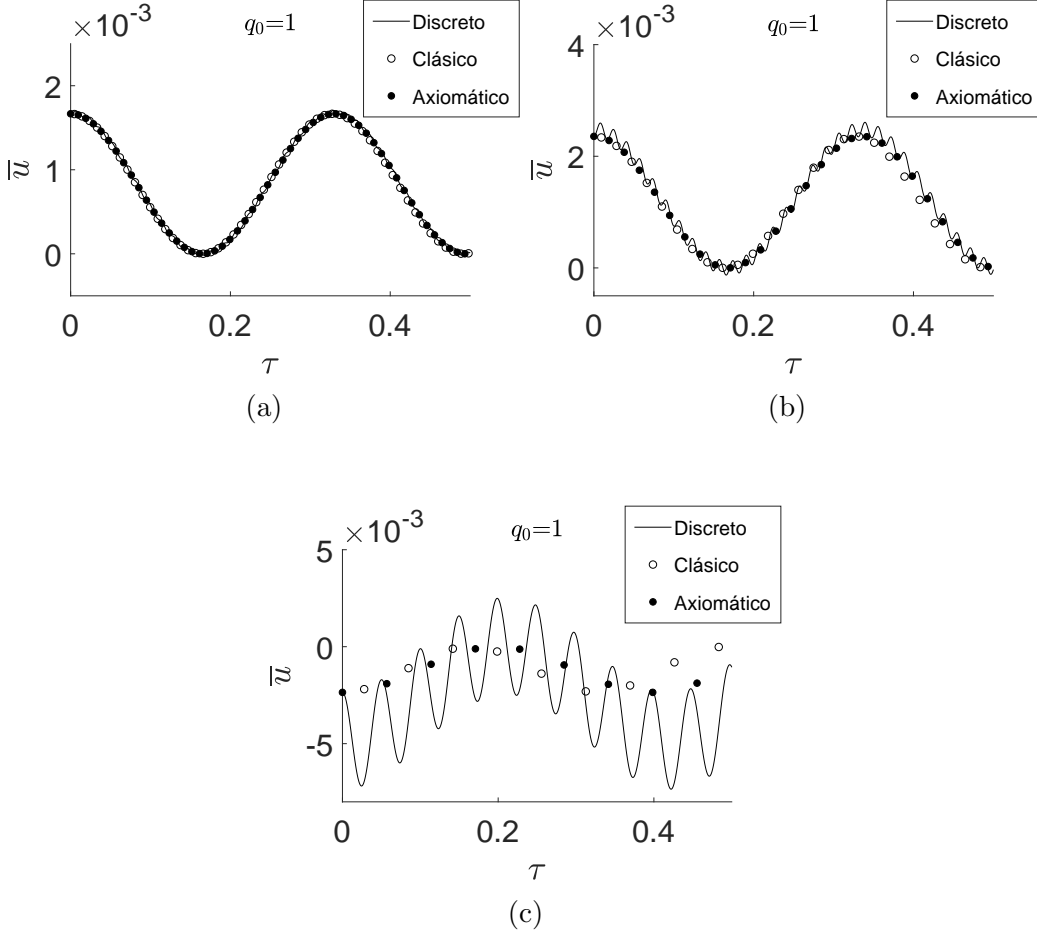 ×10⁻³
q₀=1
Discreto
Clásico
Axiomático
2
1
0
u̅
0
0.2
0.4
τ
(a)
×10⁻³
q₀=1
Discreto
Clásico
Axiomático
4
2
0
u̅
0
0.2
0.4
τ
(b)
×10⁻³
q₀=1
Discreto
Clásico
Axiomático
5
0
-5
u̅
0
0.2
0.4
τ
(c)